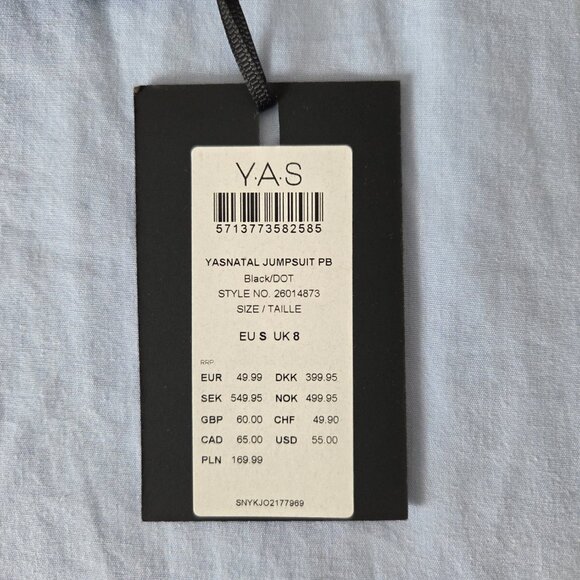 Y.A.S
5713773582585
YASNATAL JUMPSUIT PB
Black/DOT
STYLE NO. 26014873
SIZE / TAILLE
EU S UK 8
RRP:
EUR 49.99 DKK 399.95
SEK 549.95 NOK 499.95
GBP 60.00 CHF 49.90
CAD 65.00 USD 55.00
PLN 169.99
SNYKJO2177969